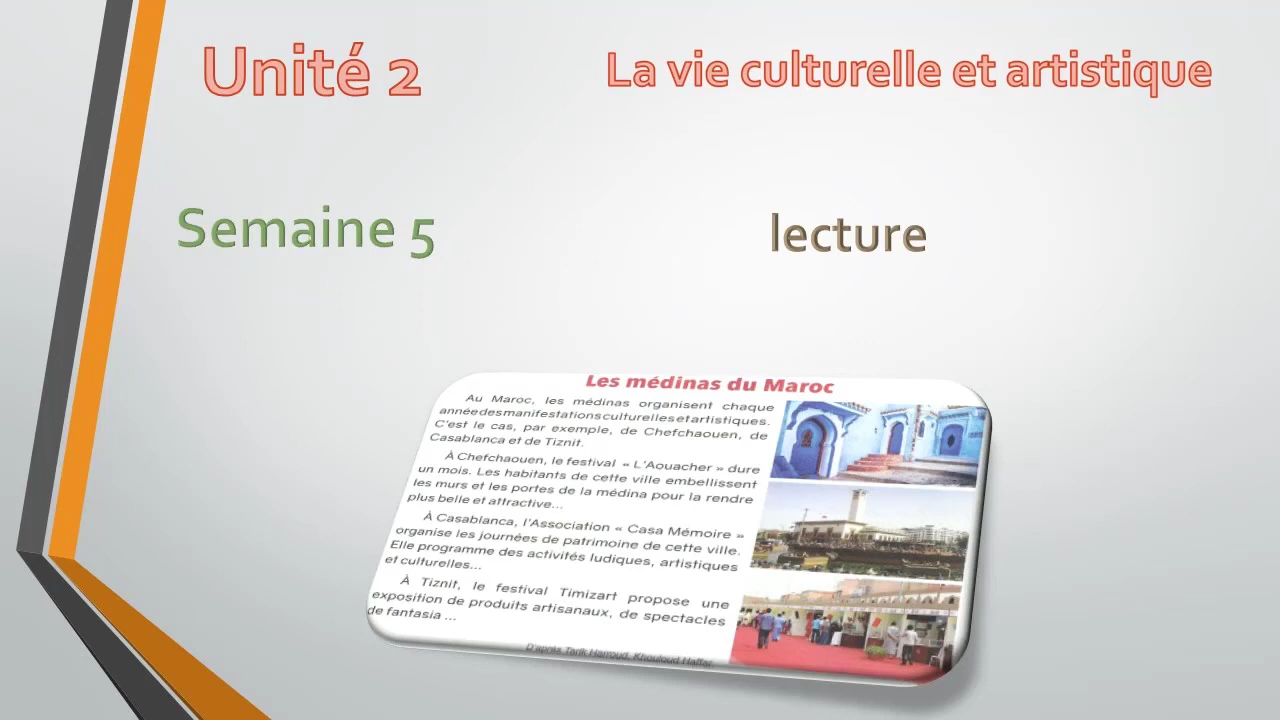 Unité 2
La vie culturelle et artistique
Semaine 5
lecture
Les médinas du Maroc
Au Maroc, les médinas organisent chaque
année des manifestations culturelles et artistiques.
C'est le cas, par exemple, de Chefchaouen, de
Casablanca et de Tiznit.
À Chefchaouen, le festival « L'Aouacher » dure
un mois. Les habitants de cette ville embellissent
les murs et les portes de la médina pour la rendre
plus belle et attractive...
À Casablanca, l'Association « Casa Mémoire »
organise les journées de patrimoine de cette ville.
Elle programme des activités ludiques, artistiques
et culturelles...
À Tiznit, le festival Timizart propose une
exposition de produits artisanaux, de spectacles
de fantasia ...
D'après Tarik Harroud, Khouloud Haffar